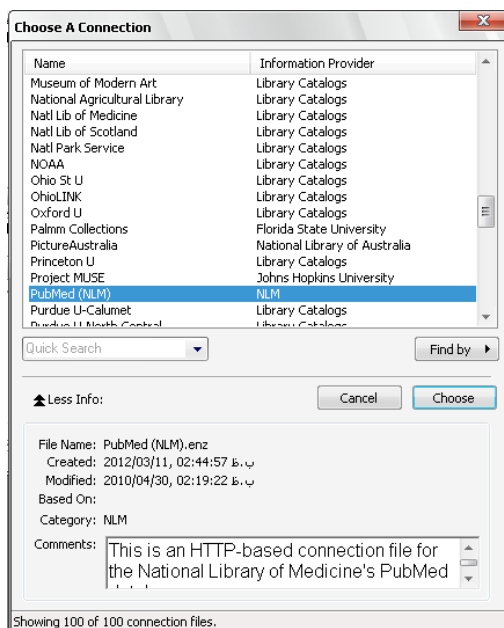 Choose A Connection
Name Information Provider
Museum of Modern Art Library Catalogs
National Agricultural Library Library Catalogs
Natl Lib of Medicine Library Catalogs
Natl Lib of Scotland Library Catalogs
Natl Park Service Library Catalogs
NOAA Library Catalogs
Ohio St U Library Catalogs
OhioLINK Library Catalogs
Oxford U Library Catalogs
Palmm Collections Florida State University
PictureAustralia National Library of Australia
Princeton U Library Catalogs
Project MUSE Johns Hopkins University
PubMed (NLM) NLM
Purdue U-Calumet Library Catalogs
Purdue U North Central Library Catalogs
Quick Search Find by
Less Info: Cancel Choose
File Name: PubMed (NLM).enz
Created: 2012/03/11, 02:44:57 ب.ظ
Modified: 2010/04/30, 02:19:22 ب.ظ
Based On:
Category: NLM
Comments: This is an HTTP-based connection file for
the National Library of Medicine's PubMed
Showing 100 of 100 connection files.